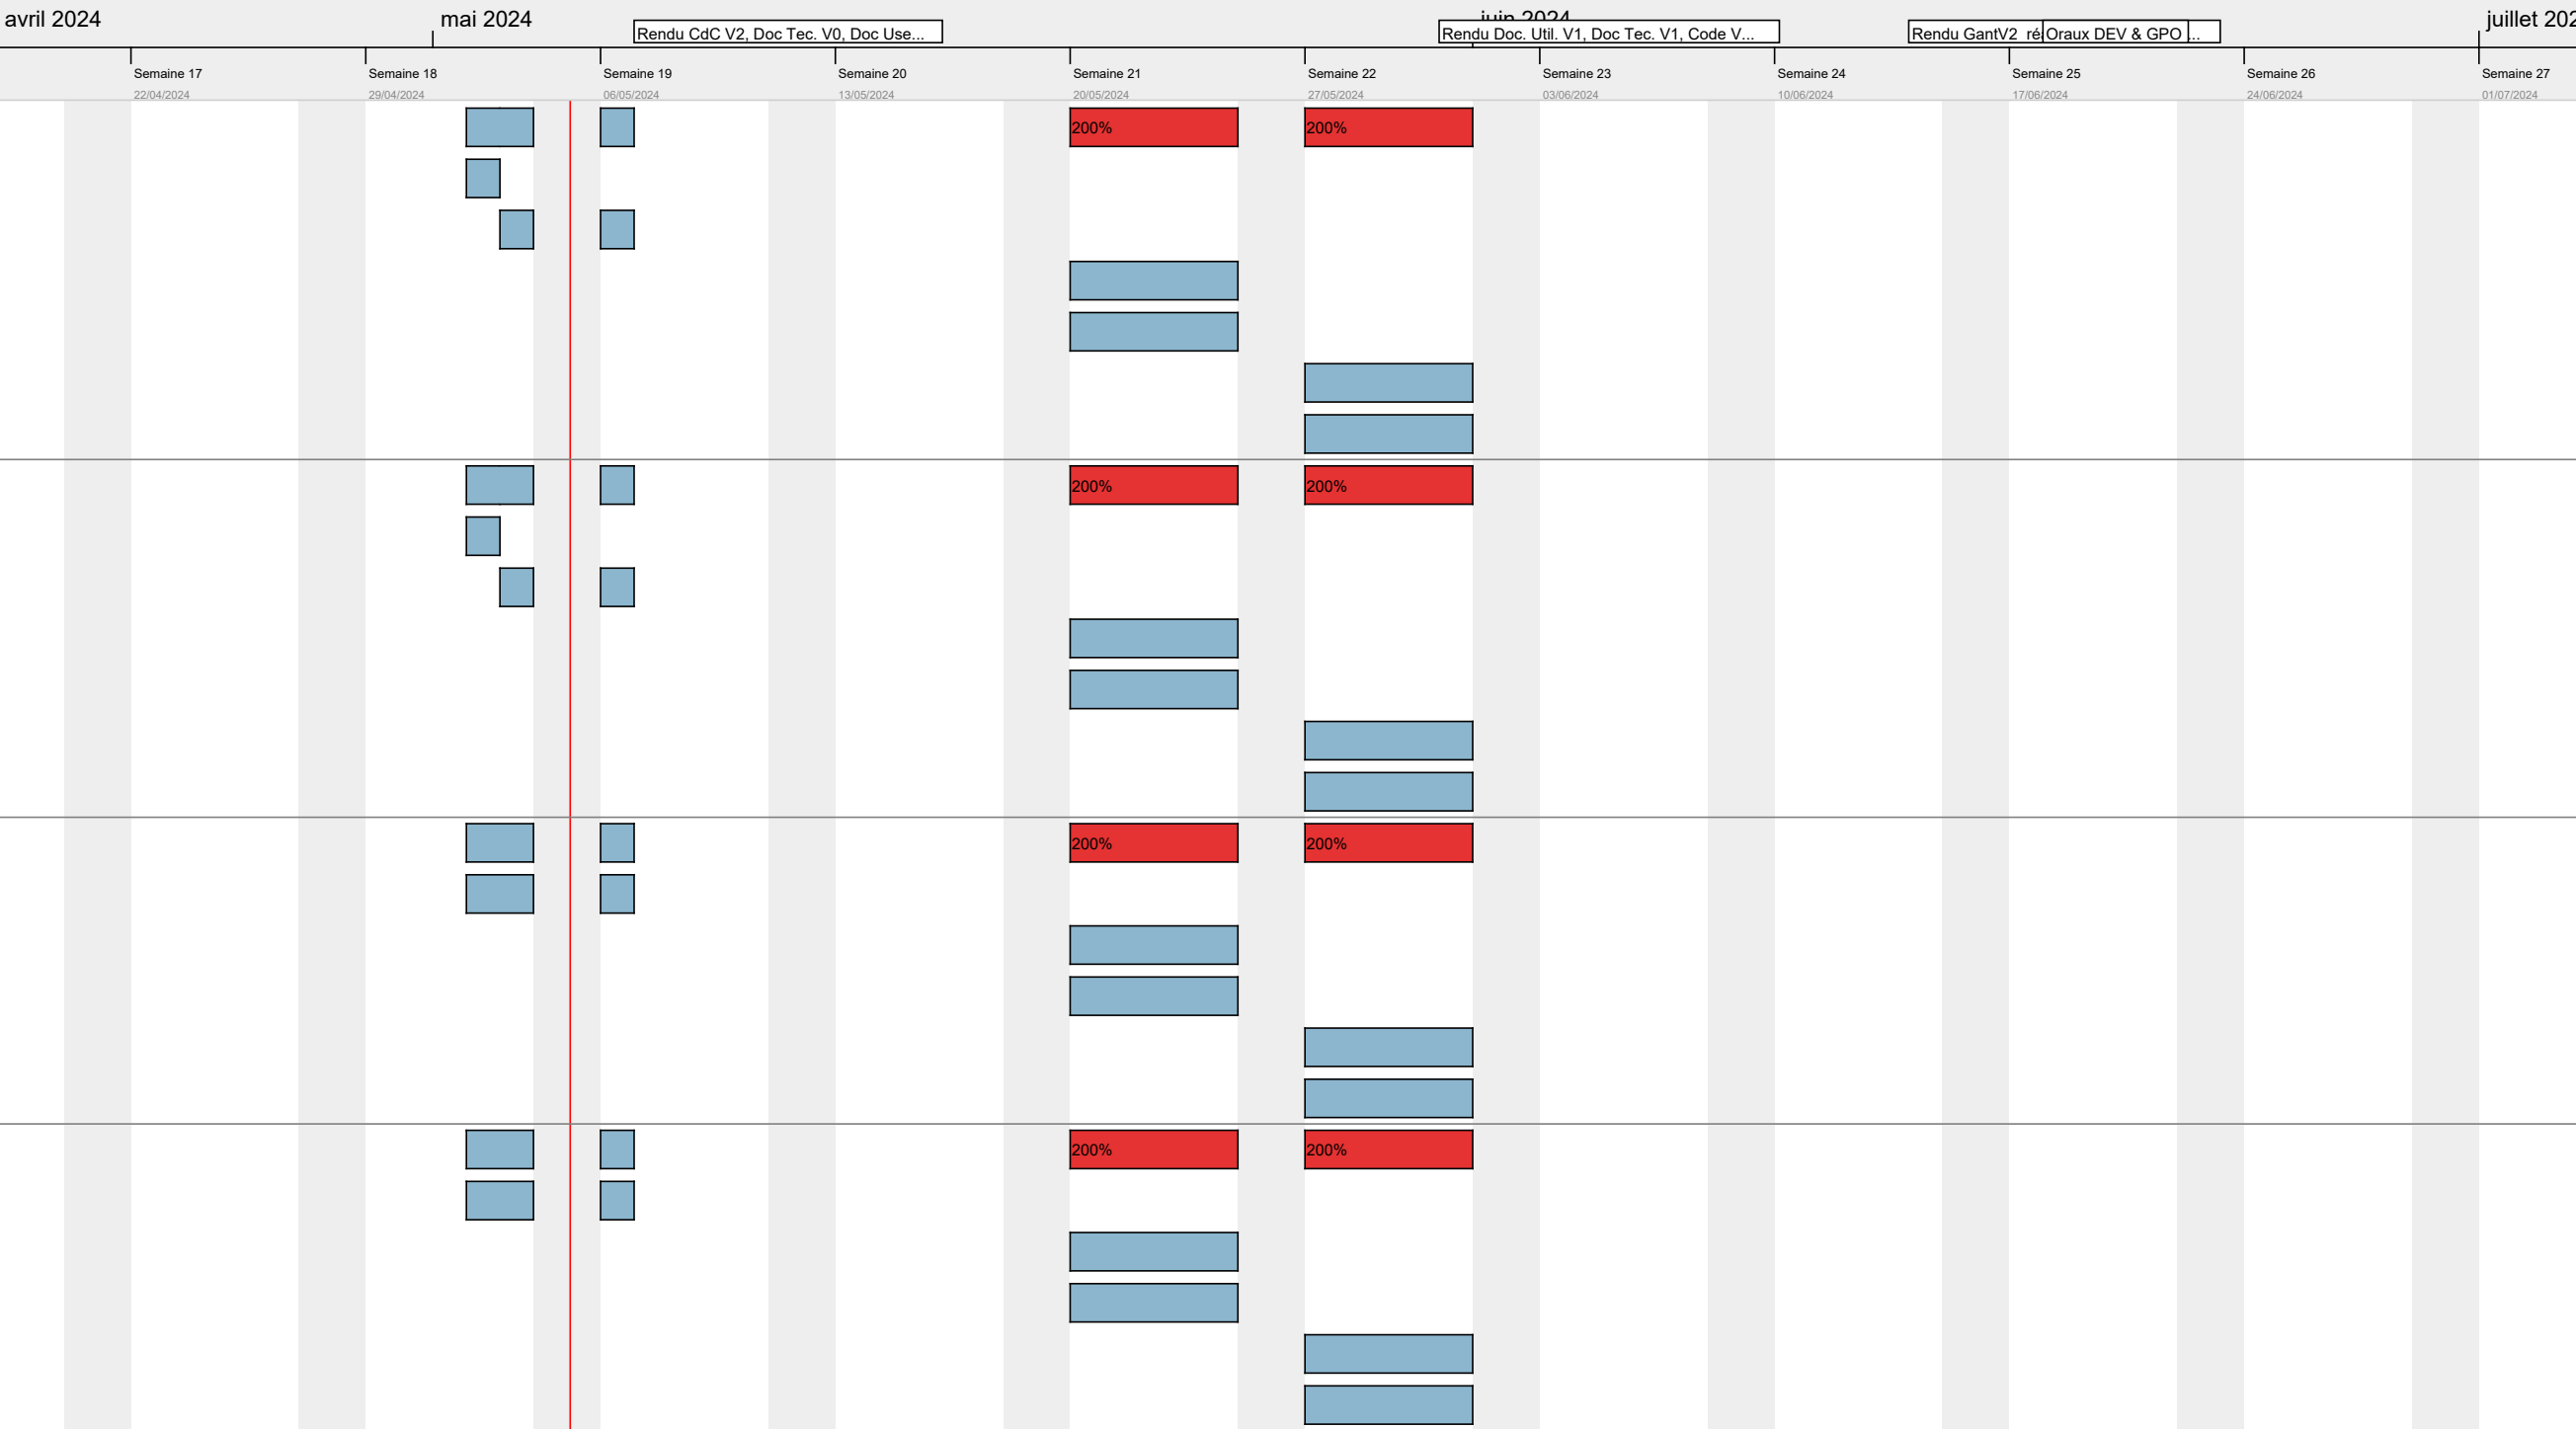 avril 2024
mai 2024
juin 2024
juillet 202
Rendu CdC V2, Doc Tec. V0, Doc Use...
Rendu Doc. Util. V1, Doc Tec. V1, Code V...
Rendu GantV2 ré
Oraux DEV & GPO ...
Semaine 17
Semaine 18
Semaine 19
Semaine 20
Semaine 21
Semaine 22
Semaine 23
Semaine 24
Semaine 25
Semaine 26
Semaine 27
22/04/2024
29/04/2024
06/05/2024
13/05/2024
20/05/2024
27/05/2024
03/06/2024
10/06/2024
17/06/2024
24/06/2024
01/07/2024
200%
200%
200%
200%
200%
200%
200%
200%